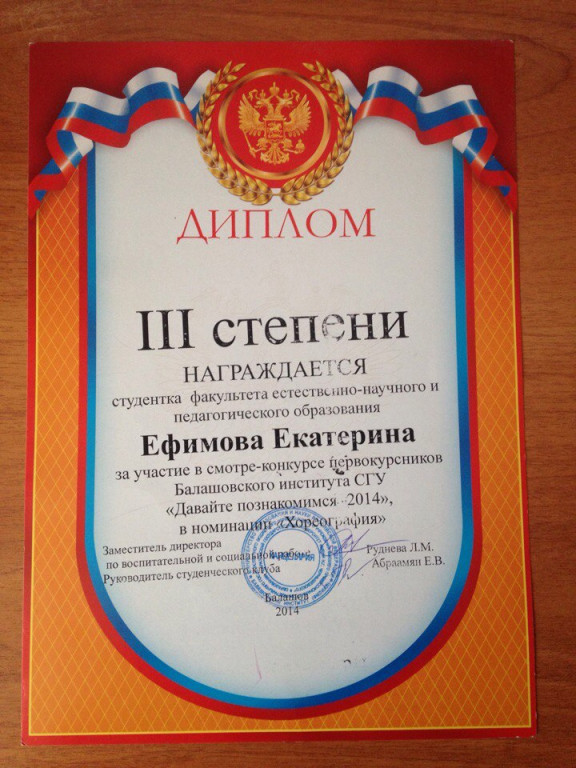 ДИПЛОМ
III степени
НАГРАЖДАЕТСЯ
студентка факультета естественно-научного и
педагогического образования
Ефимова Екатерина
за участие в смотре-конкурсе первокурсников
Балашовского института СГУ
«Давайте познакомимся -2014»,
в номинации «Хореография»
Заместитель директора
по воспитательной и социальной работе Руднева Л.М.
Руководитель студенческого клуба Абраамян Е.В.
Балашов
2014